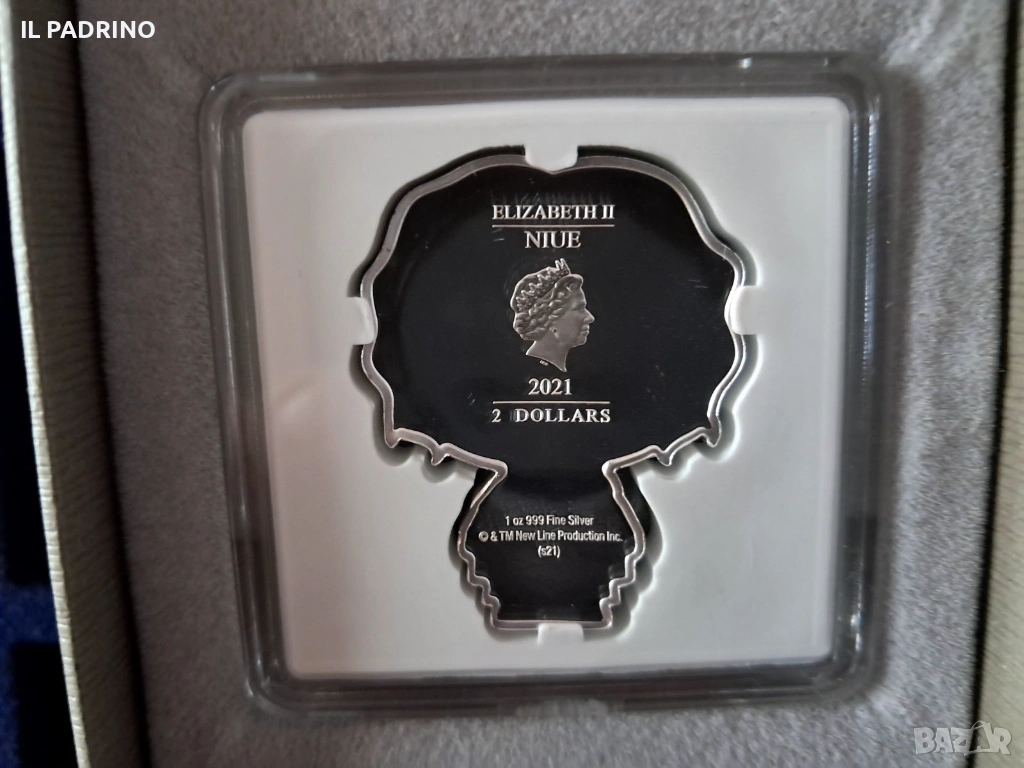 IL PADRINO
ELIZABETH II
NIUE
2021
2 DOLLARS
1 oz 999 Fine Silver
© & TM New Line Production Inc.
(s21)
BAZAR